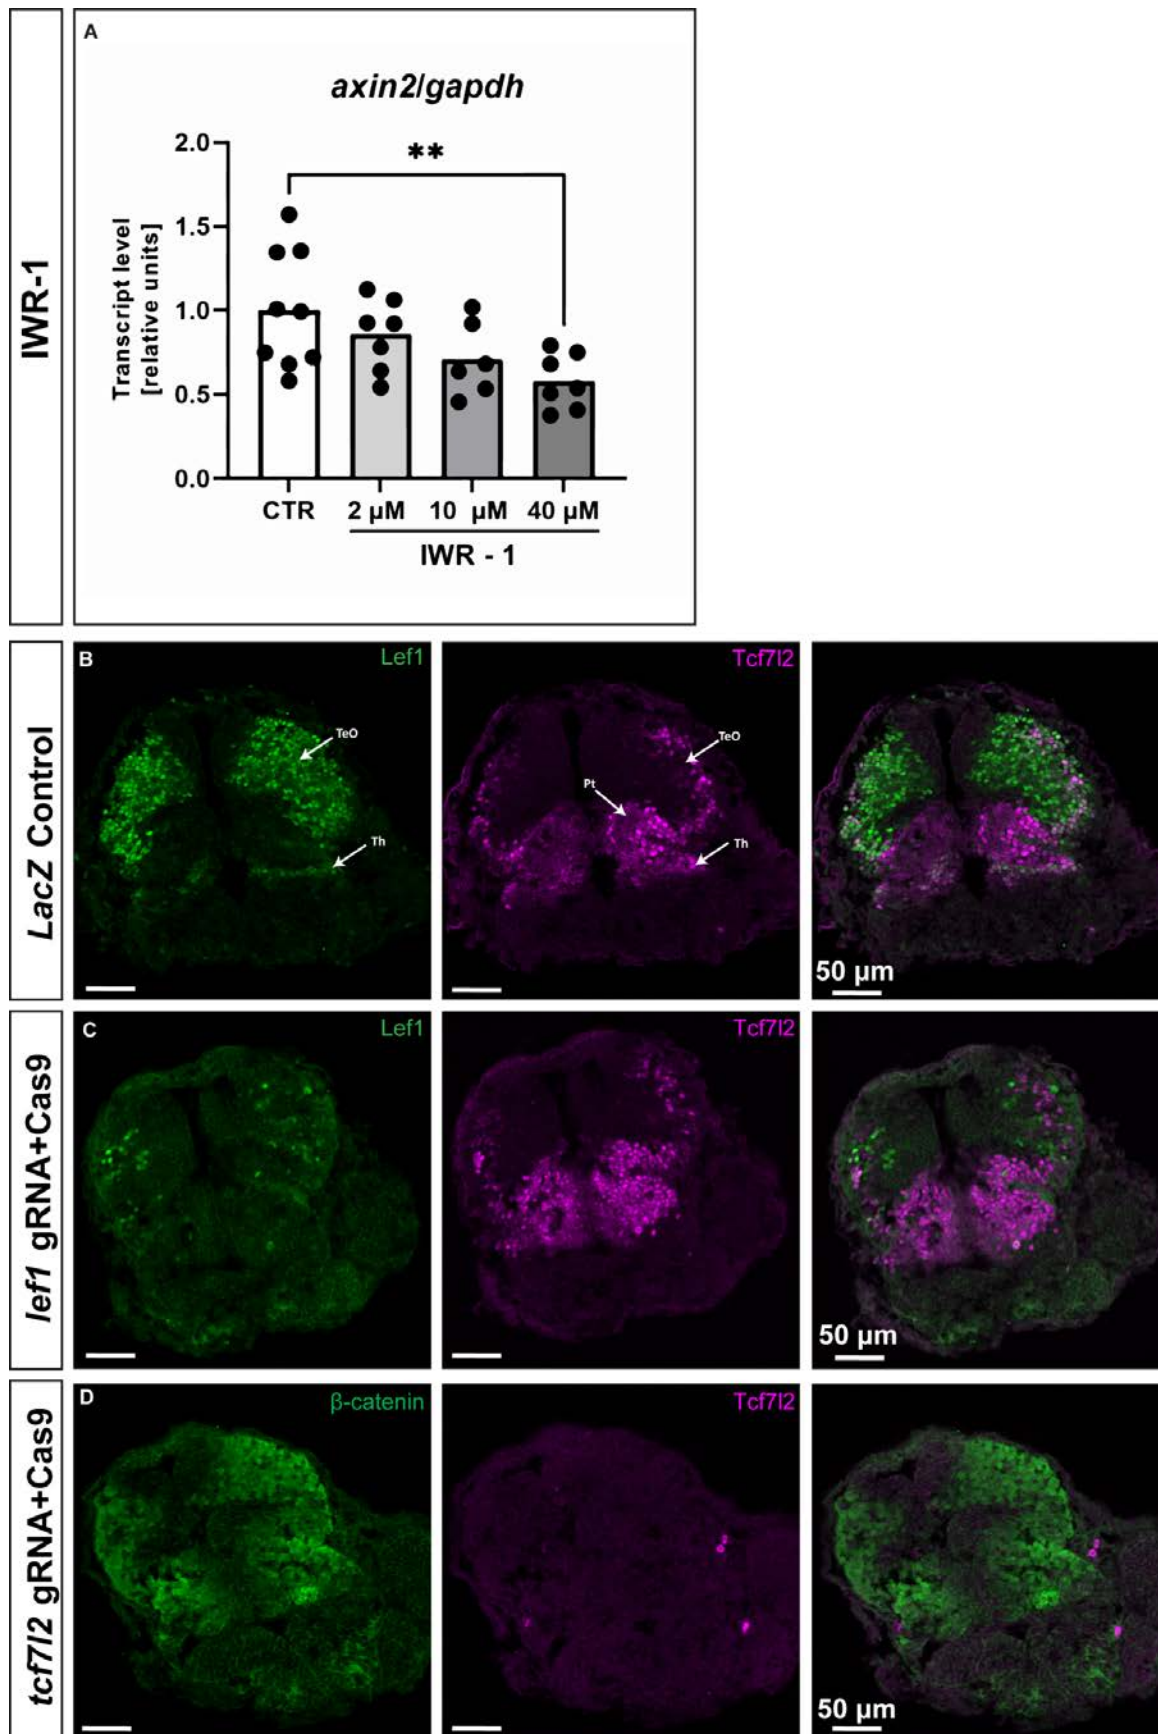 IWR-1
A
axin2/gapdh
Transcript level
[relative units]
2.0
1.5
1.0
0.5
0.0
**
CTR
2 µM
10 µM
40 µM
IWR - 1
LacZ Control
B
Lef1
TeO
Th
Tcf7l2
TeO
Pt
Th
50 µm
lef1 gRNA+Cas9
C
Lef1
Tcf7l2
50 µm
tcf7l2 gRNA+Cas9
D
β-catenin
Tcf7l2
50 µm